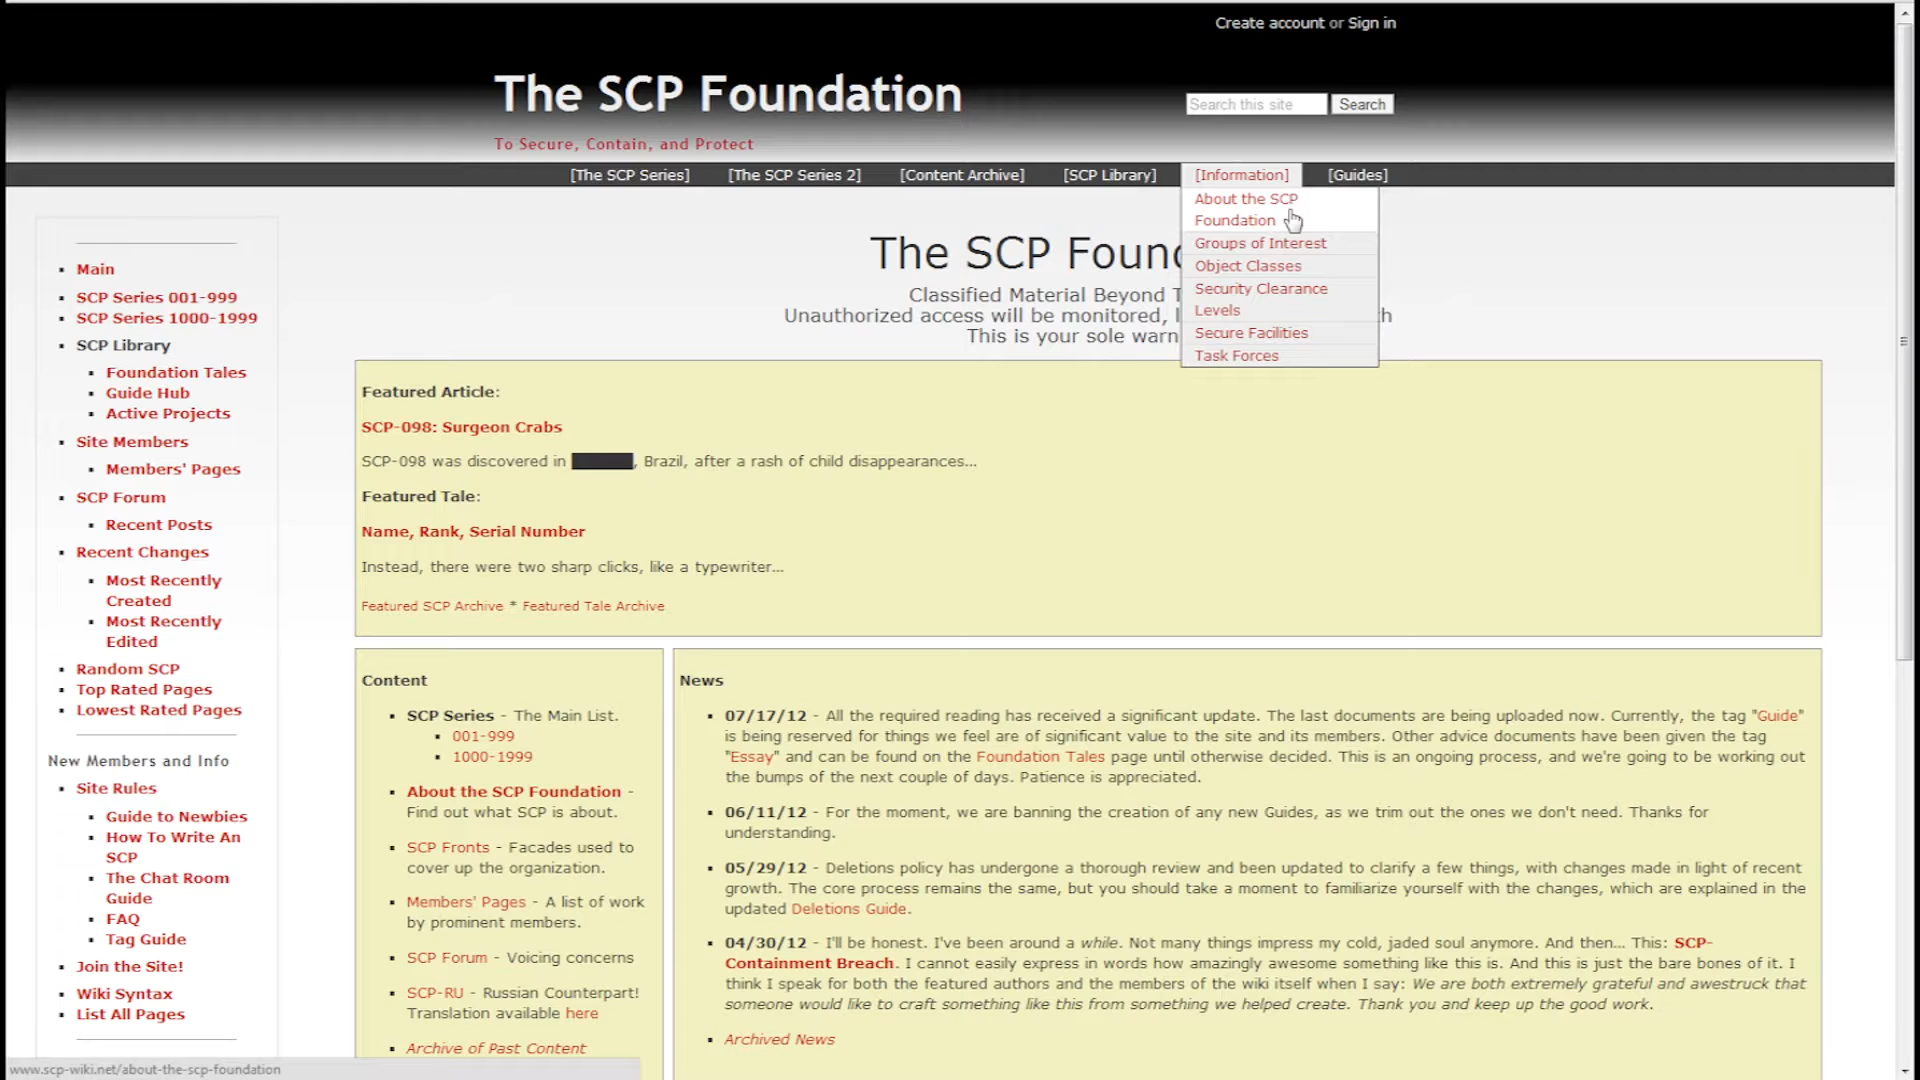 Create account or Sign in
The SCP Foundation
Search this site
Search
To Secure, Contain, and Protect
[The SCP Series]
[The SCP Series 2]
[Content Archive]
[SCP Library]
[Information]
[Guides]
About the SCP
Foundation
Groups of Interest
Object Classes
Security Clearance
Levels
Secure Facilities
Task Forces
Main
SCP Series 001-999
SCP Series 1000-1999
SCP Library
Foundation Tales
Guide Hub
Active Projects
Site Members
Members' Pages
SCP Forum
Recent Posts
Recent Changes
Most Recently
Created
Most Recently
Edited
Random SCP
Top Rated Pages
Lowest Rated Pages
New Members and Info
Site Rules
Guide to Newbies
How To Write An
SCP
The Chat Room
Guide
FAQ
Tag Guide
Join the Site!
Wiki Syntax
List All Pages
The SCP Foun
Classified Material Beyond
Unauthorized access will be monitored,
This is your sole warn
Featured Article:
SCP-098: Surgeon Crabs
SCP-098 was discovered in , Brazil, after a rash of child disappearances...
Featured Tale:
Name, Rank, Serial Number
Instead, there were two sharp clicks, like a typewriter...
Featured SCP Archive * Featured Tale Archive
Content
SCP Series - The Main List.
001-999
1000-1999
About the SCP Foundation -
Find out what SCP is about.
SCP Fronts - Facades used to
cover up the organization.
Members' Pages - A list of work
by prominent members.
SCP Forum - Voicing concerns
SCP-RU - Russian Counterpart!
Translation available here
Archive of Past Content
News
07/17/12 - All the required reading has received a significant update. The last documents are being uploaded now. Currently, the tag "Guide"
is being reserved for things we feel are of significant value to the site and its members. Other advice documents have been given the tag
"Essay" and can be found on the Foundation Tales page until otherwise decided. This is an ongoing process, and we're going to be working out
the bumps of the next couple of days. Patience is appreciated.
06/11/12 - For the moment, we are banning the creation of any new Guides, as we trim out the ones we don't need. Thanks for
understanding.
05/29/12 - Deletions policy has undergone a thorough review and been updated to clarify a few things, with changes made in light of recent
growth. The core process remains the same, but you should take a moment to familiarize yourself with the changes, which are explained in the
updated Deletions Guide.
04/30/12 - I'll be honest. I've been around a while. Not many things impress my cold, jaded soul anymore. And then... This: SCP-
Containment Breach. I cannot easily express in words how amazingly awesome something like this is. And this is just the bare bones of it. I
think I speak for both the featured authors and the members of the wiki itself when I say: We are both extremely grateful and awestruck that
someone would like to craft something like this from something we helped create. Thank you and keep up the good work.
Archived News
www.scp-wiki.net/about-the-scp-foundation